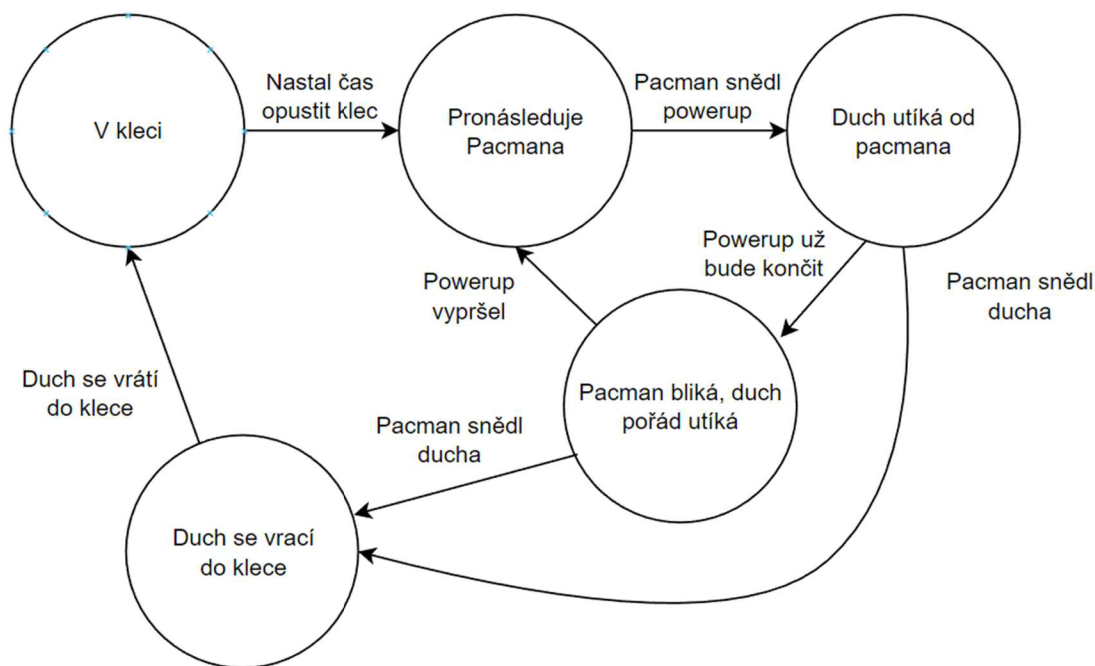 V kleci
Nastal čas
opustit klec
Pronásleduje
Pacmana
Pacman snědl
powerup
Duch utíká od
pacmana
Powerup už
bude končit
Pacman snědl
ducha
Powerup
vypršel
Pacman bliká, duch
pořád utíká
Pacman snědl
ducha
Duch se vrátí
do klece
Duch se vrací
do klece